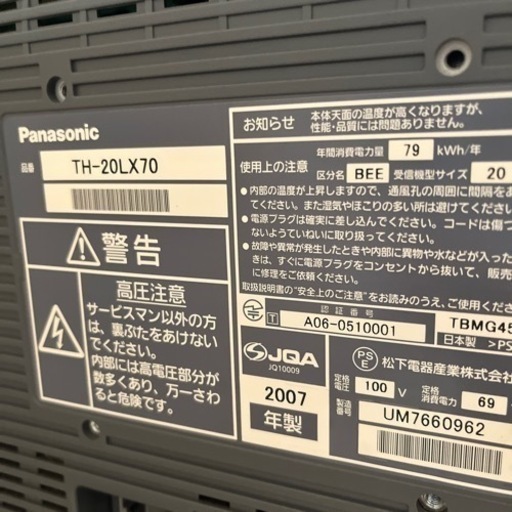 Panasonic
品番 TH-20LX70
警告
高圧注意
サービスマン以外の方
は、裏ぶたをあけない
でください。
内部には高電圧部分が
数多くあり、万一さわ
ると危険です。
お知らせ 本体天面の温度が高くなりますが、
性能・品質には問題ありません。
年間消費電力量 79 kWh/年
使用上の注意 区分名 BEE 受信機型サイズ 20
●内部の温度が上昇しますので、通風孔の周囲に間隔をあ
てください。また湿気やほこりの多い所は避けてください
●電源プラグは確実に差し込んでください。コードは傷つ
ないようていねいに取り扱ってください。
●故障や異常が発生したときや内部に異物や水などが入った
きは、すぐに電源プラグをコンセントから抜いて、販売
に修理をご依頼ください。
取扱説明書の"安全上のご注意"をお読みのうえ、ご使用くだ
認証番号
T A06-0510001
TBMG45
日本製 >PS
JQA
JQ10009
2007
年製
PS
E
松下電器産業株式会
定格電圧 100 V 定格消費電力 69
製造番号 UM7660962